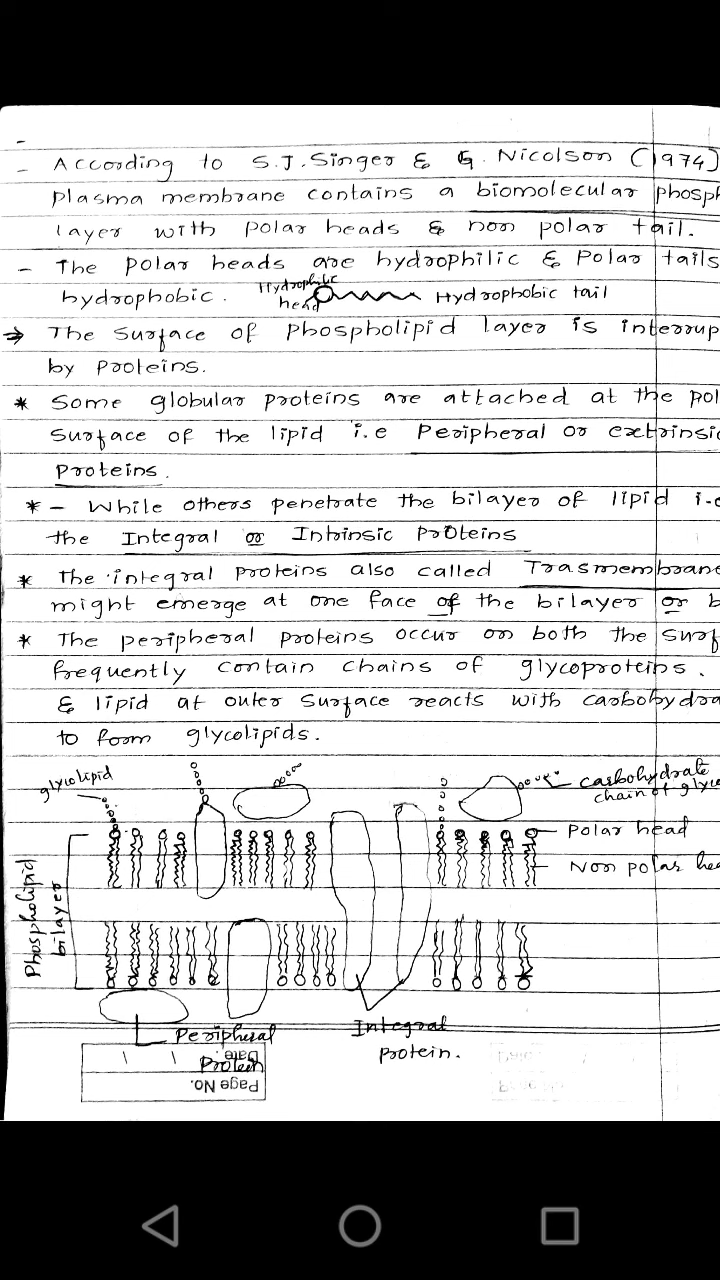 - According to S.J.Singer & G. Nicolson (1974)
plasma membrane contains a biomolecular phosph
layer with polar heads & non polar tail.
- The polar heads are hydrophilic & Polar tails
hydrophobic. Hydrophilic head Hydrophobic tail
→ The surface of Phospholipid layer is interrup
by proteins.
* Some globular proteins are attached at the pol
surface of the lipid i.e Peripheral or extrinsic
Proteins.
* - While others penetrate the bilayer of lipid i.e
the Integral or Intrinsic Proteins
* The integral proteins also called Trasmembrane
might emerge at one face of the bilayer or b
* The peripheral proteins occur on both the surf
frequently contain chains of glycoproteins.
& lipid at outer surface reacts with carbohydra
to form glycolipids.
glycolipid
carbohydrate
chain of glyc
Polar head
Non polar hea
Phospholipid
bilayer
Peripheral
Protein
Integral
protein.
Date
Page No.